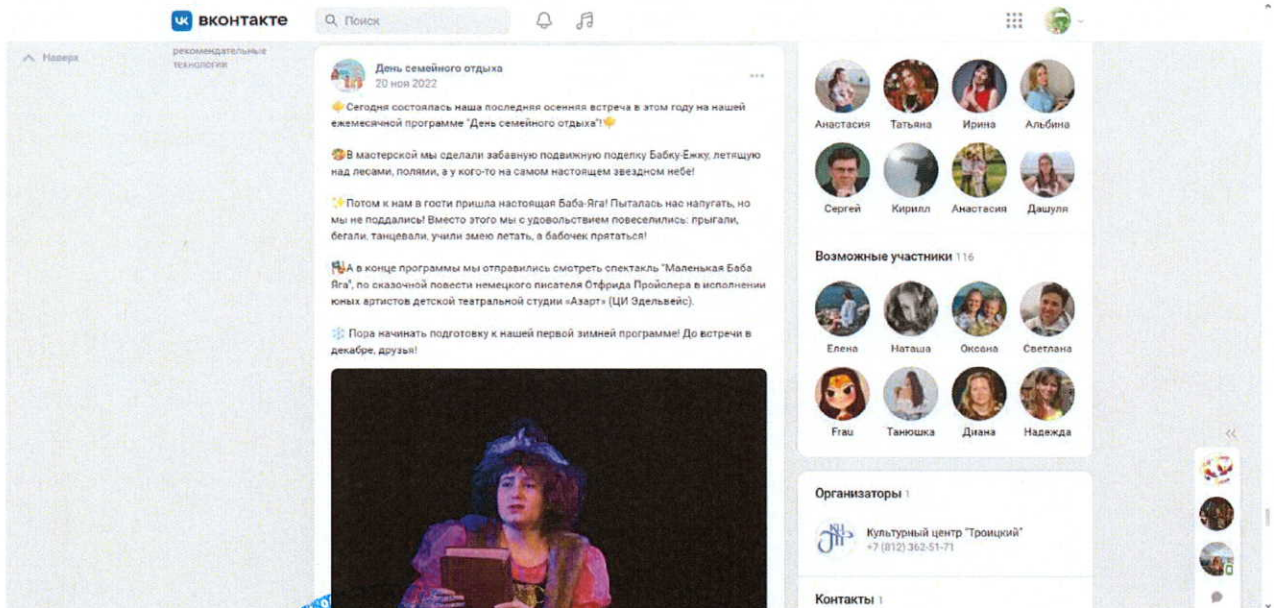 вконтакте
Поиск
Наверх
рекомендательные
технологии
День семейного отдыха
20 ноя 2022
Сегодня состоялась наша последняя осенняя встреча в этом году на нашей
ежемесячной программе "День семейного отдыха"!
В мастерской мы сделали забавную подвижную поделку Бабку-Ёжку, летящую
над лесами, полями, а у кого-то на самом настоящем звездном небе!
Потом к нам в гости пришла настоящая Баба-Яга! Пыталась нас напугать, но
мы не поддались! Вместо этого мы с удовольствием повеселились: прыгали,
бегали, танцевали, учили змею летать, а бабочек прятаться!
А в конце программы мы отправились смотреть спектакль "Маленькая Баба
Яга", по сказочной повести немецкого писателя Отфрида Пройслера в исполнении
юных артистов детской театральной студии «Азарт» (ЦИ Эдельвейс).
Пора начинать подготовку к нашей первой зимней программе! До встречи в
декабре, друзья!
Анастасия Татьяна Ирина Альбина
Сергей Кирилл Анастасия Дашуля
Возможные участники 116
Елена Наташа Оксана Светлана
Frau Танюшка Диана Надежда
Организаторы 1
Культурный центр "Троицкий"
+7 (812) 362-51-71
Контакты 1